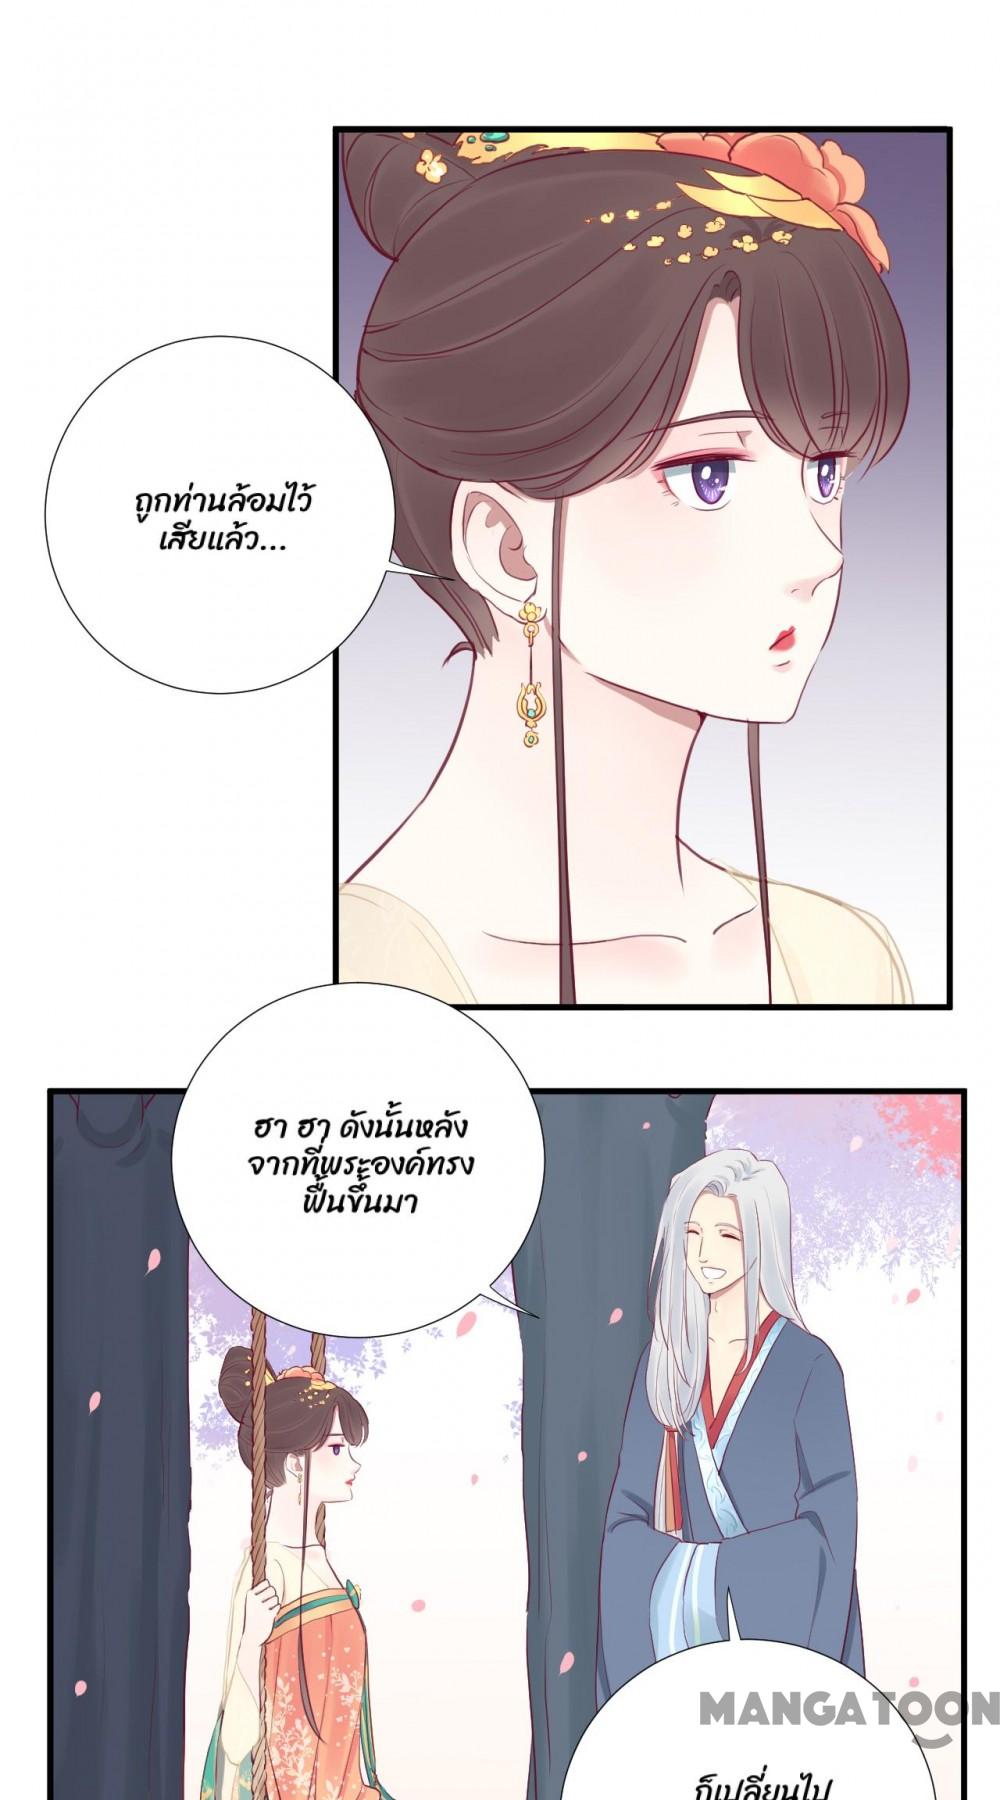 ถูกท่านล้อมไว้
เสียแล้ว...
ฮา ฮา ดังนั้นหลัง
จากที่พระองค์ทรง
ฟื้นขึ้นมา
MANGATOON
ก็เปลี่ยนไป